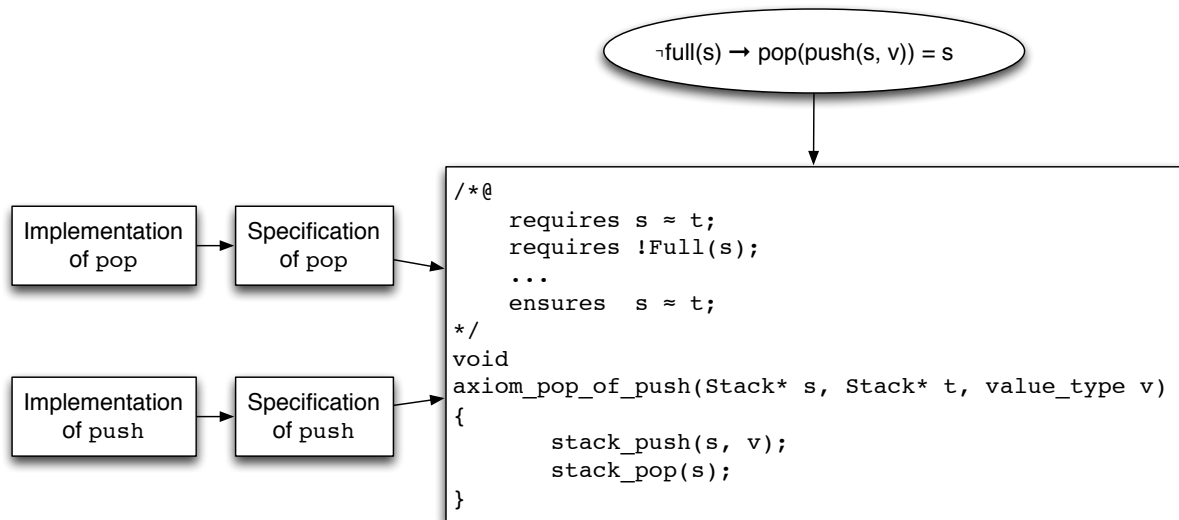 ¬full(s) → pop(push(s, v)) = s
Implementation
of pop
Specification
of pop
Implementation
of push
Specification
of push
/*@
    requires s ≈ t;
    requires !Full(s);
    ...
    ensures  s ≈ t;
*/
void
axiom_pop_of_push(Stack* s, Stack* t, value_type v)
{
        stack_push(s, v);
        stack_pop(s);
}